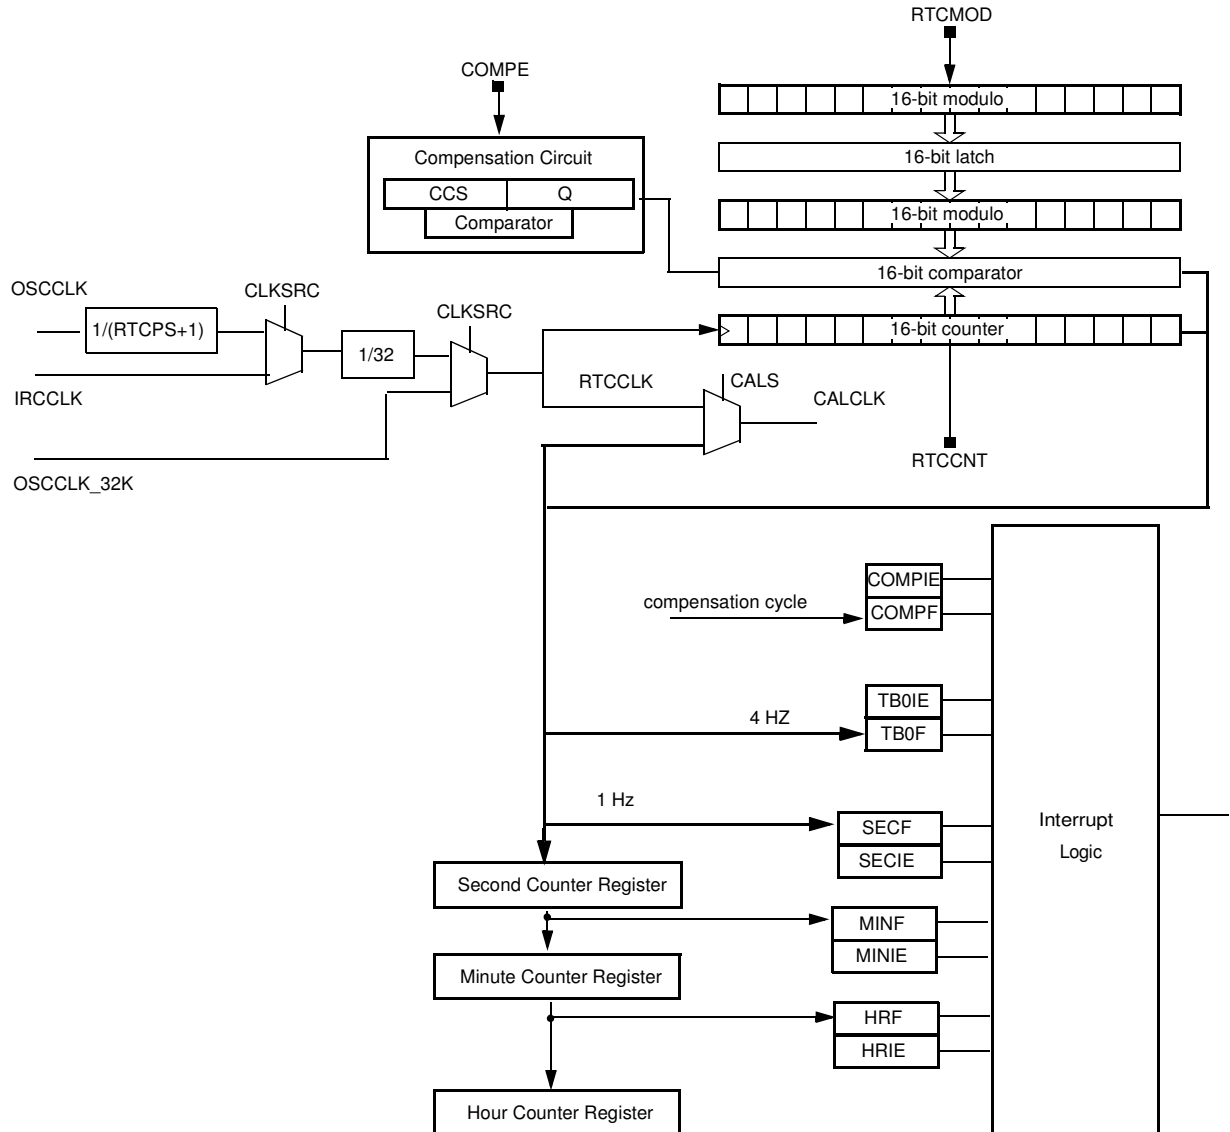 RTCMOD
COMPE
16-bit modulo
Compensation Circuit
16-bit latch
CCS
Q
Comparator
16-bit modulo
16-bit comparator
OSCCLK
CLKSRC
CLKSRC
1/(RTCPS+1)
1/32
16-bit counter
IRCCLK
RTCCLK
CALS
CALCLK
RTCCNT
OSCCLK_32K
COMPIE
compensation cycle
COMPF
TB0IE
4 HZ
TB0F
1 Hz
SECF
SECIE
Interrupt
Logic
Second Counter Register
MINF
MINIE
Minute Counter Register
HRF
HRIE
Hour Counter Register